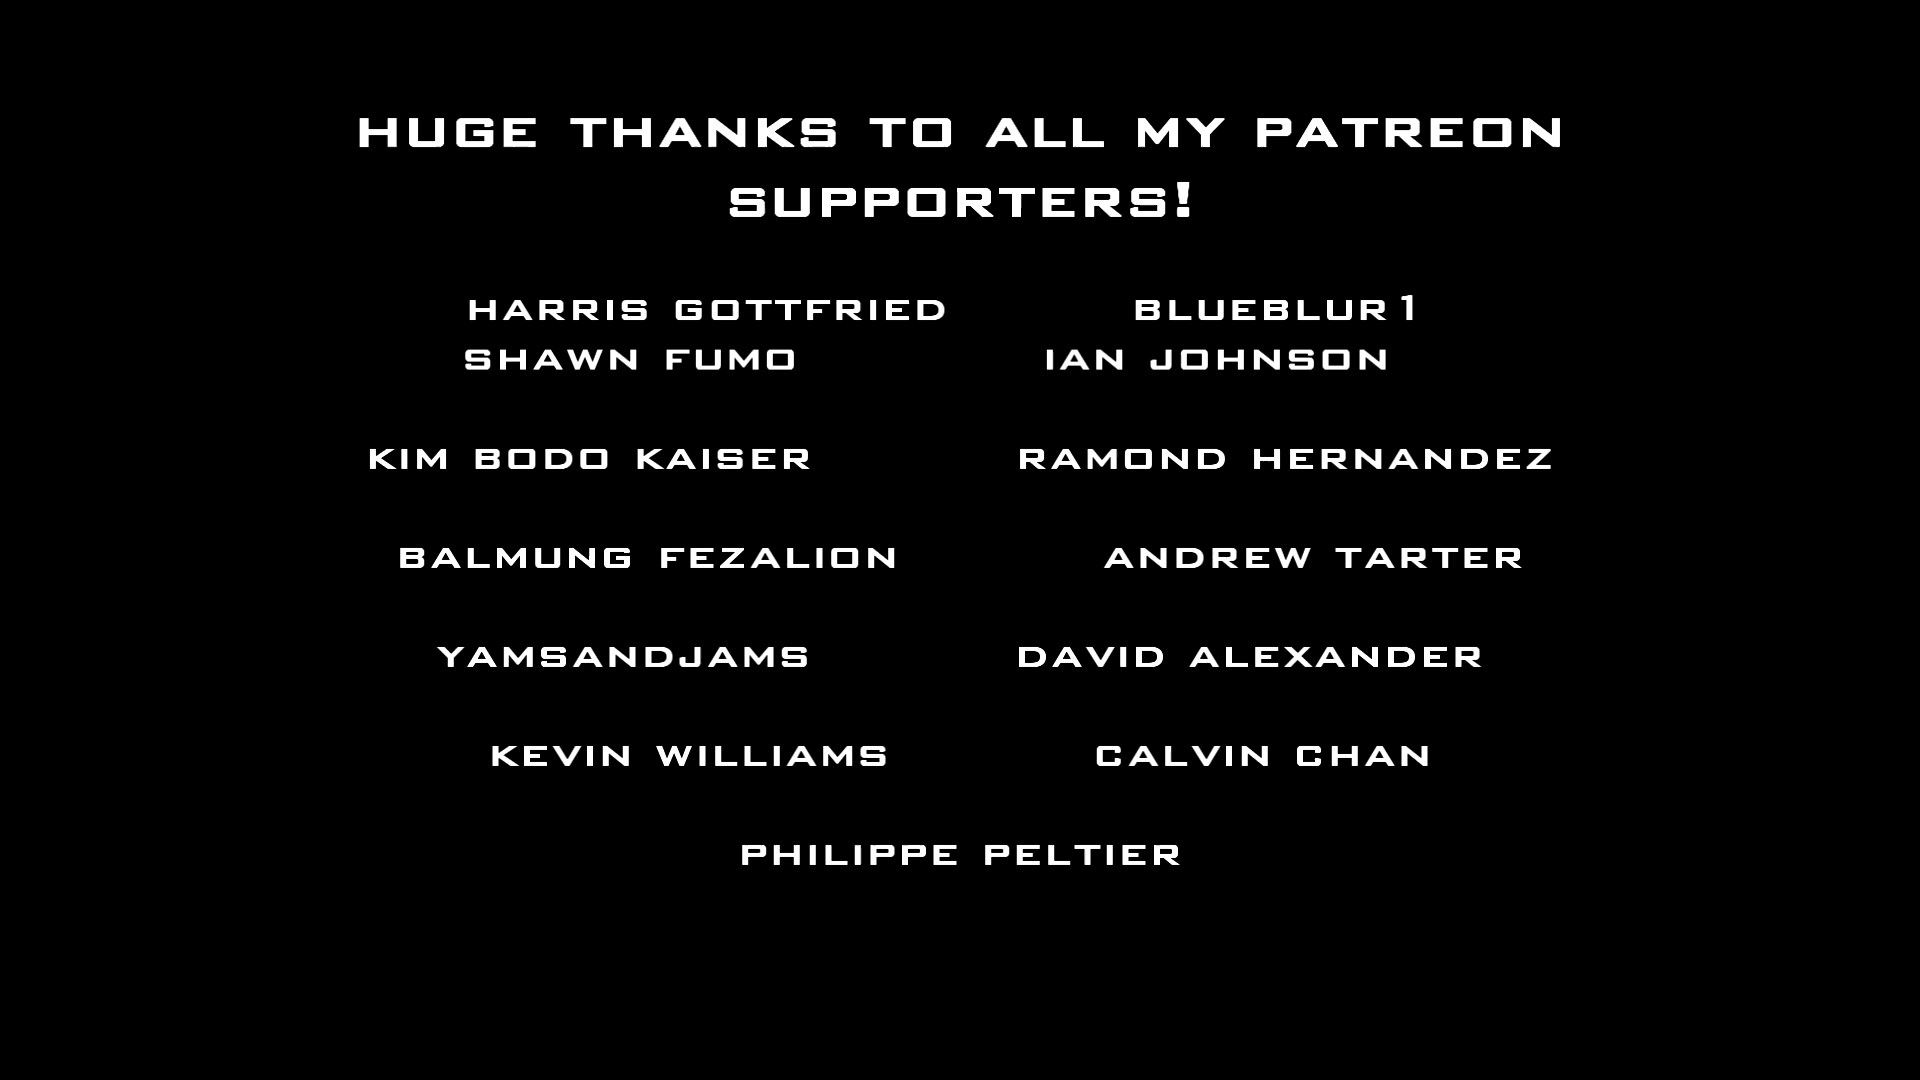 HUGE THANKS TO ALL MY PATREON
SUPPORTERS!
HARRIS GOTTFRIED BLUEBLUR1
SHAWN FUMO IAN JOHNSON
KIM BODO KAISER RAMOND HERNANDEZ
BALMUNG FEZALION ANDREW TARTER
YAMSANDJAMS DAVID ALEXANDER
KEVIN WILLIAMS CALVIN CHAN
PHILIPPE PELTIER